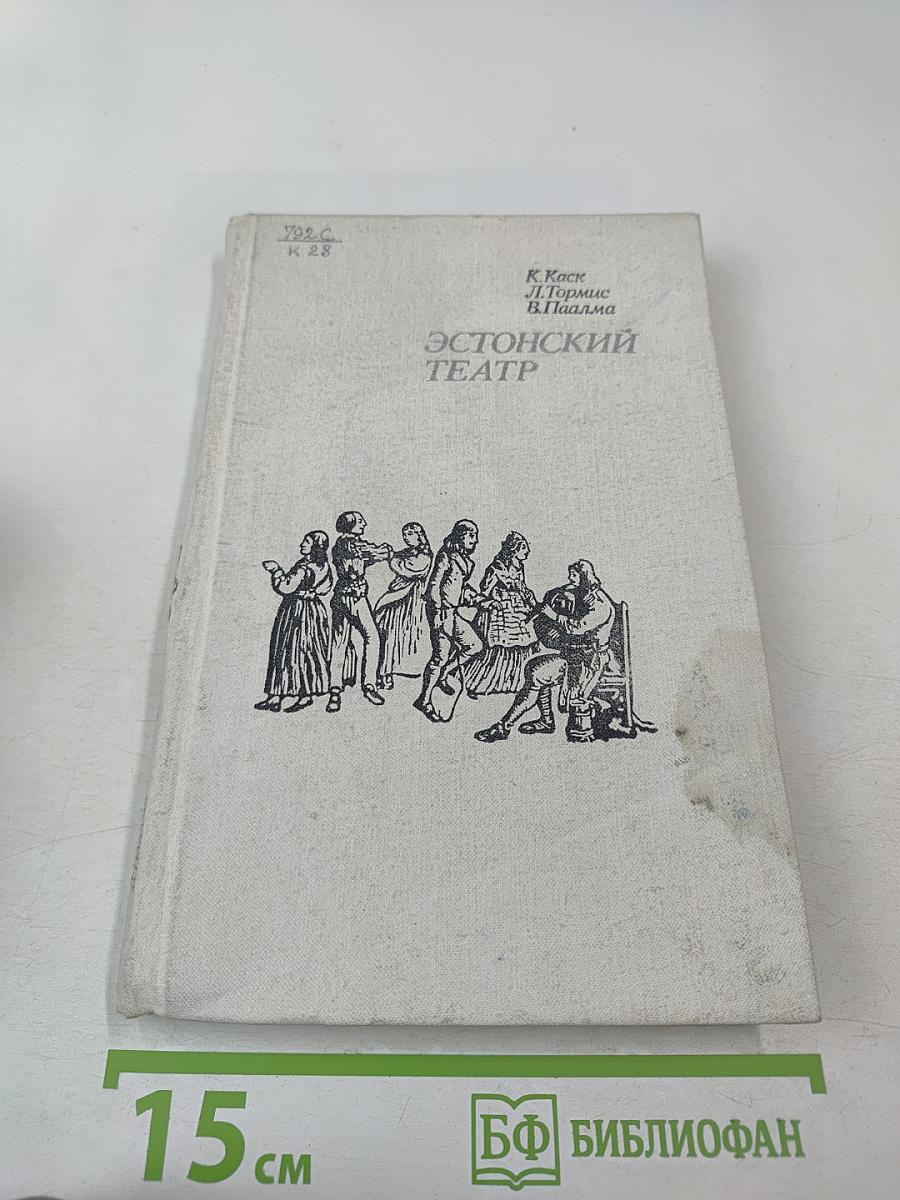 792 С
К 28
К.Каск
Л.Тормис
В.Паалма
ЭСТОНСКИЙ
ТЕАТР
15 см
БФ БИБЛИОФАН